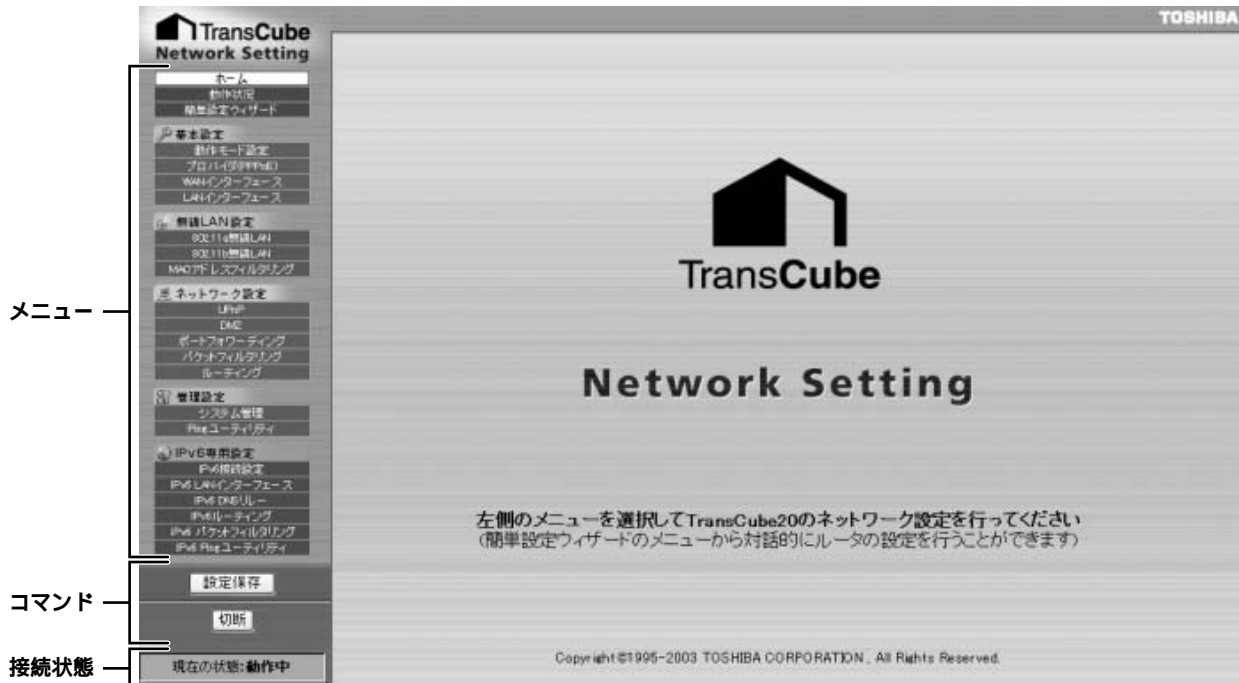 TOSHIBA
TransCube
Network Setting
ホーム
動作状況
簡単設定ウィザード
基本設定
動作モード設定
プロバイダ(PPPoE)
WANインターフェース
LANインターフェース
無線LAN設定
802.11a無線LAN
802.11b無線LAN
MACアドレスフィルタリング
ネットワーク設定
UPnP
DMZ
ポートフォワーディング
パケットフィルタリング
ルーティング
管理設定
システム管理
Pingユーティリティ
IPv6専用設定
IPv6接続設定
IPv6 LANインターフェース
IPv6 DNSリレー
IPv6ルーティング
IPv6 パケットフィルタリング
IPv6 Pingユーティリティ
設定保存
切断
現在の状態:動作中
メニュー
コマンド
接続状態
TransCube
Network Setting
左側のメニューを選択してTransCube20のネットワーク設定を行ってください
(簡単設定ウィザードのメニューから対話的にルータの設定を行うことができます)
Copyright©1995-2003 TOSHIBA CORPORATION, All Rights Reserved.